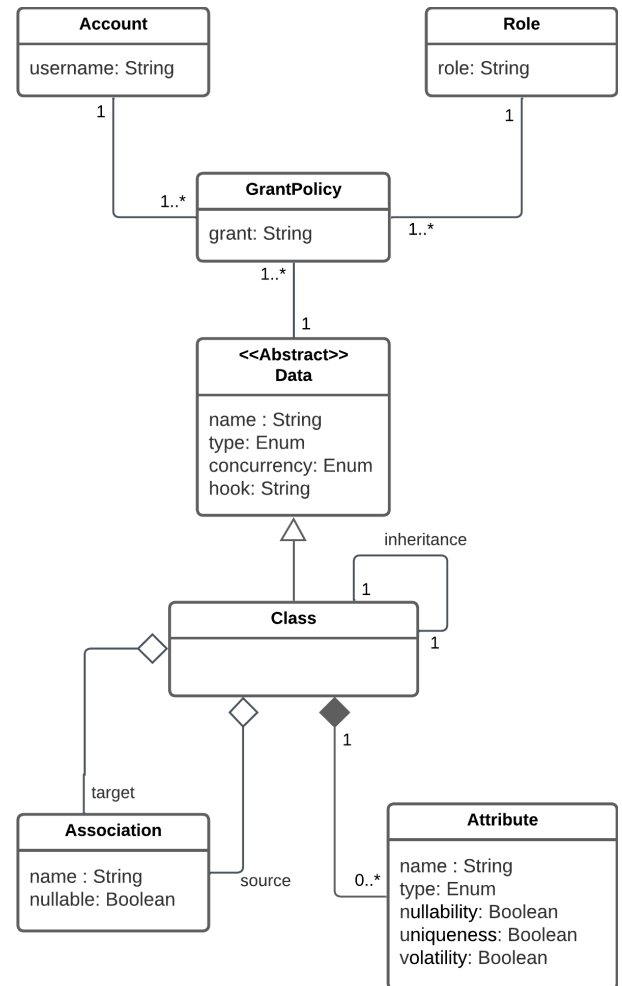 Account
username: String
Role
role: String
1
1
1..*
GrantPolicy
grant: String
1..*
1..*
1
<<Abstract>>
Data
name : String
type: Enum
concurrency: Enum
hook: String
inheritance
1
1
Class
1
target
source
0..*
Association
name : String
nullable: Boolean
Attribute
name : String
type: Enum
nullability: Boolean
uniqueness: Boolean
volatility: Boolean